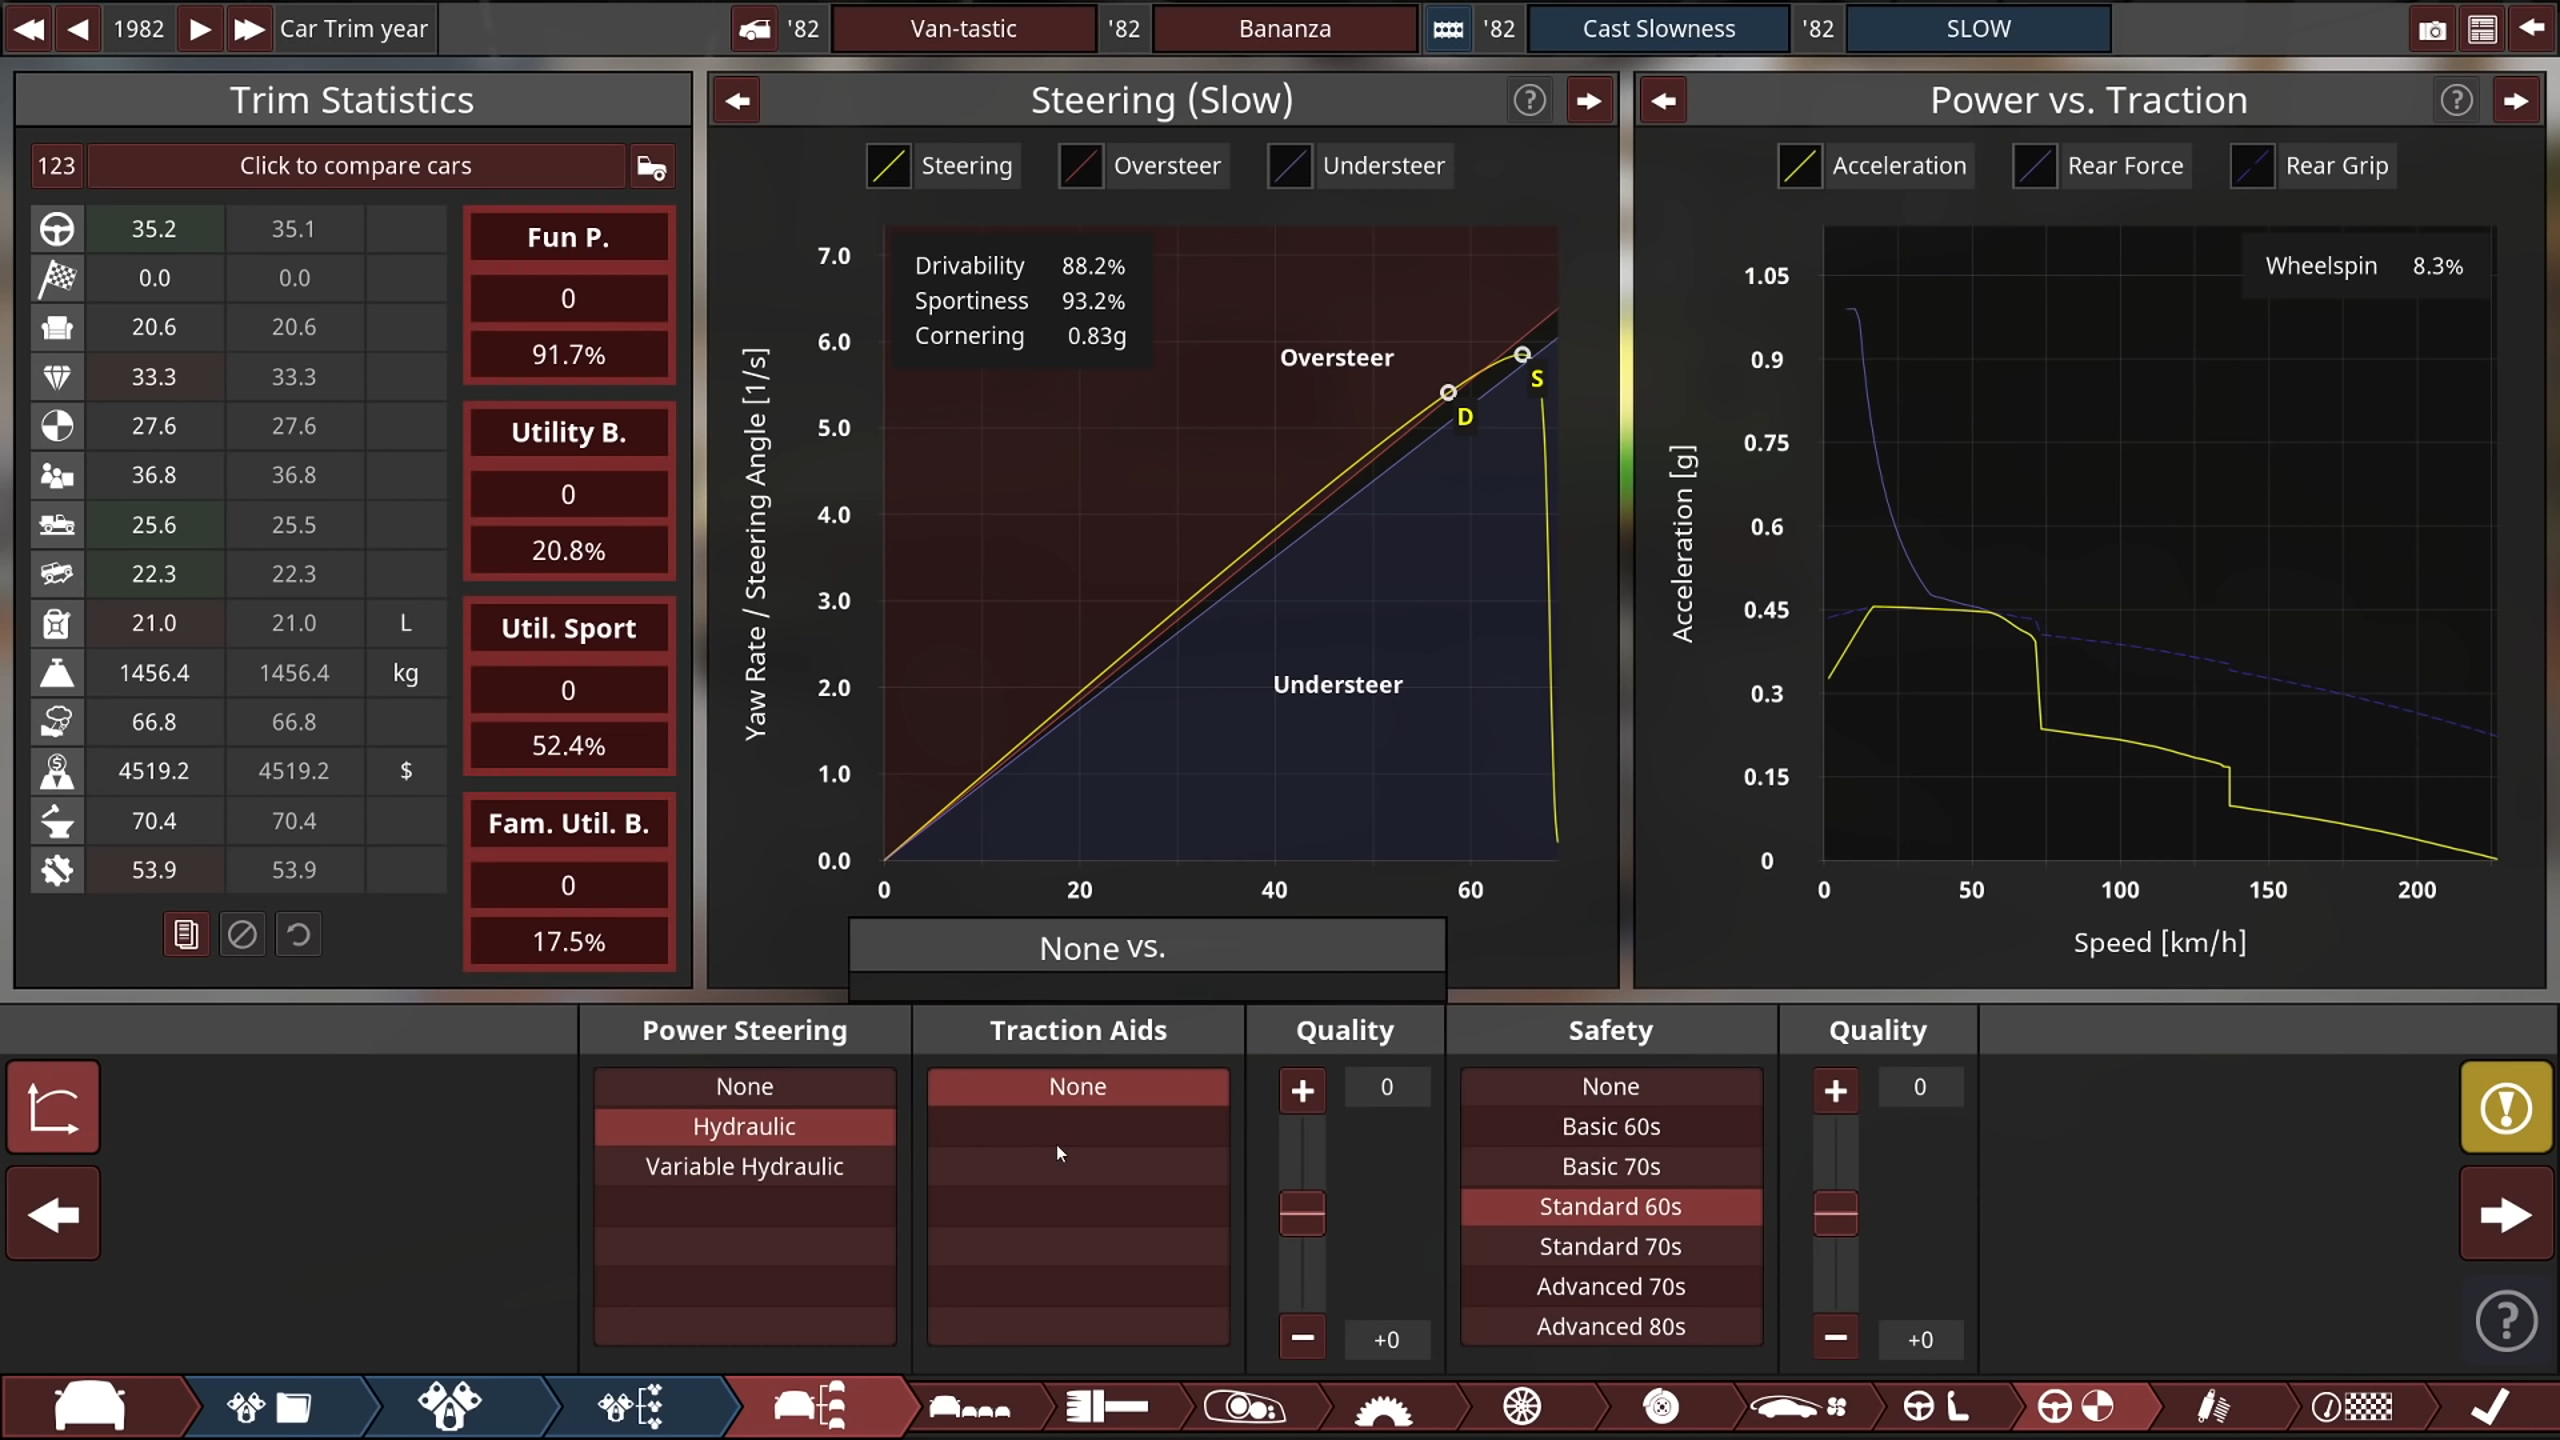 1982 Car Trim year '82 Van-tastic '82 Bananza '82 Cast Slowness '82 SLOW
Trim Statistics
123 Click to compare cars
35.2 35.1
0.0 0.0
20.6 20.6
33.3 33.3
27.6 27.6
36.8 36.8
25.6 25.5
22.3 22.3
21.0 21.0 L
1456.4 1456.4 kg
66.8 66.8
4519.2 4519.2 $
70.4 70.4
53.9 53.9
Fun P.
0
91.7%
Utility B.
0
20.8%
Util. Sport
0
52.4%
Fam. Util. B.
0
17.5%
Steering (Slow) ?
Steering Oversteer Understeer
Drivability 88.2%
Sportiness 93.2%
Cornering 0.83g
Yaw Rate / Steering Angle [1/s]
7.0
6.0
5.0
4.0
3.0
2.0
1.0
0.0
Oversteer
S
D
Understeer
0 20 40 60
None vs.
Power vs. Traction ?
Acceleration Rear Force Rear Grip
Wheelspin 8.3%
Acceleration [g]
1.05
0.9
0.75
0.6
0.45
0.3
0.15
0
0 50 100 150 200
Speed [km/h]
Power Steering
None
Hydraulic
Variable Hydraulic
Traction Aids
None
Quality
+ 0
− +0
Safety
None
Basic 60s
Basic 70s
Standard 60s
Standard 70s
Advanced 70s
Advanced 80s
Quality
+ 0
− +0
!
?